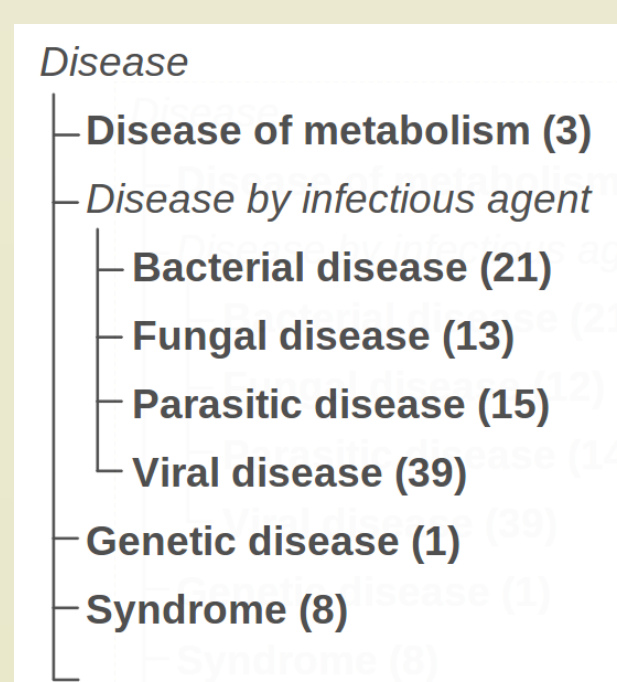 Disease
Disease of metabolism (3)
Disease by infectious agent
Bacterial disease (21)
Fungal disease (13)
Parasitic disease (15)
Viral disease (39)
Genetic disease (1)
Syndrome (8)